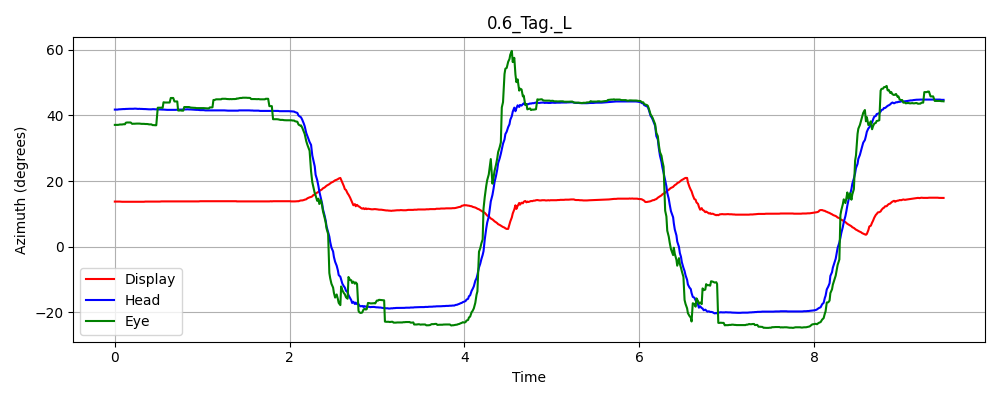 0.6_Tag._L
Azimuth (degrees)
60
40
20
0
−20
Display
Head
Eye
0 2 4 6 8
Time